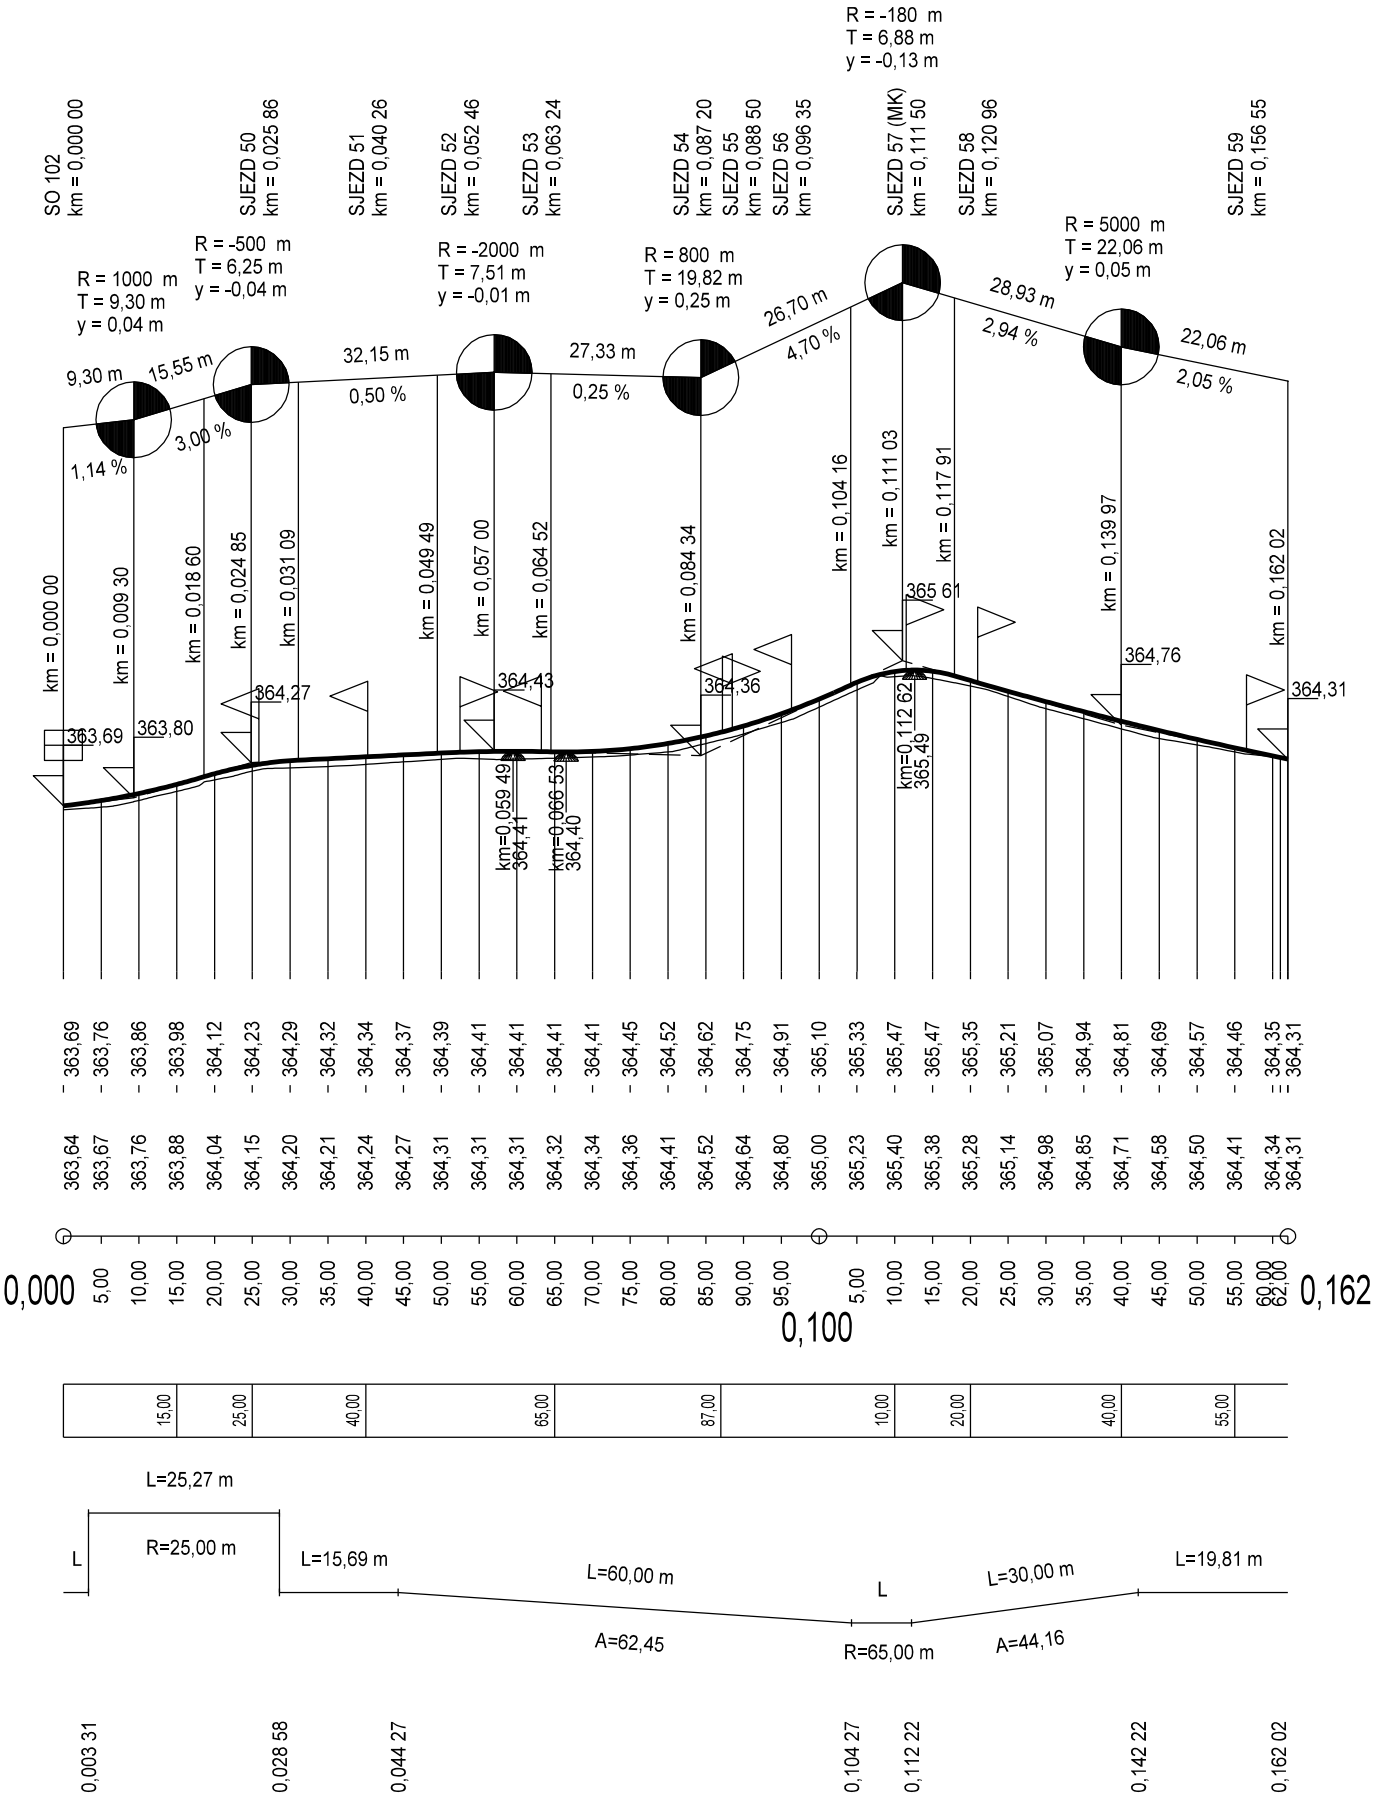 R = -180 m
T = 6,88 m
y = -0,13 m
SO 102
km = 0,000 00
SJEZD 50
km = 0,025 86
SJEZD 51
km = 0,040 26
SJEZD 52
km = 0,052 46
SJEZD 53
km = 0,063 24
SJEZD 54
km = 0,087 20
SJEZD 55
km = 0,088 50
SJEZD 56
km = 0,096 35
SJEZD 57 (MK)
km = 0,111 50
SJEZD 58
km = 0,120 96
SJEZD 59
km = 0,156 55
R = 1000 m
T = 9,30 m
y = 0,04 m
R = -500 m
T = 6,25 m
y = -0,04 m
R = -2000 m
T = 7,51 m
y = -0,01 m
R = 800 m
T = 19,82 m
y = 0,25 m
R = 5000 m
T = 22,06 m
y = 0,05 m
9,30 m
1,14 %
15,55 m
3,00 %
32,15 m
0,50 %
27,33 m
0,25 %
26,70 m
4,70 %
28,93 m
2,94 %
22,06 m
2,05 %
km = 0,000 00
km = 0,009 30
km = 0,018 60
km = 0,024 85
km = 0,031 09
km = 0,049 49
km = 0,057 00
km = 0,064 52
km = 0,084 34
km = 0,104 16
km = 0,111 03
km = 0,117 91
km = 0,139 97
km = 0,162 02
363,69
363,80
364,27
364,43
364,36
365 61
364,76
364,31
km=0,059 49
364,41
km=0,066 53
364,40
km=0,112 62
365,49
363,69
363,76
363,86
363,98
364,12
364,23
364,29
364,32
364,34
364,37
364,39
364,41
364,41
364,41
364,41
364,45
364,52
364,62
364,75
364,91
365,10
365,33
365,47
365,47
365,35
365,21
365,07
364,94
364,81
364,69
364,57
364,46
364,35
364,31
363,64
363,67
363,76
363,88
364,04
364,15
364,20
364,21
364,24
364,27
364,31
364,31
364,31
364,32
364,34
364,36
364,41
364,52
364,64
364,80
365,00
365,23
365,40
365,38
365,28
365,14
364,98
364,85
364,71
364,58
364,50
364,41
364,34
364,31
0,000
5,00
10,00
15,00
20,00
25,00
30,00
35,00
40,00
45,00
50,00
55,00
60,00
65,00
70,00
75,00
80,00
85,00
90,00
95,00
0,100
5,00
10,00
15,00
20,00
25,00
30,00
35,00
40,00
45,00
50,00
55,00
60,00
62,00
0,162
15,00
25,00
40,00
65,00
87,00
10,00
20,00
40,00
55,00
L
L=25,27 m
R=25,00 m
L=15,69 m
L=60,00 m
A=62,45
L
R=65,00 m
L=30,00 m
A=44,16
L=19,81 m
0,003 31
0,028 58
0,044 27
0,104 27
0,112 22
0,142 22
0,162 02